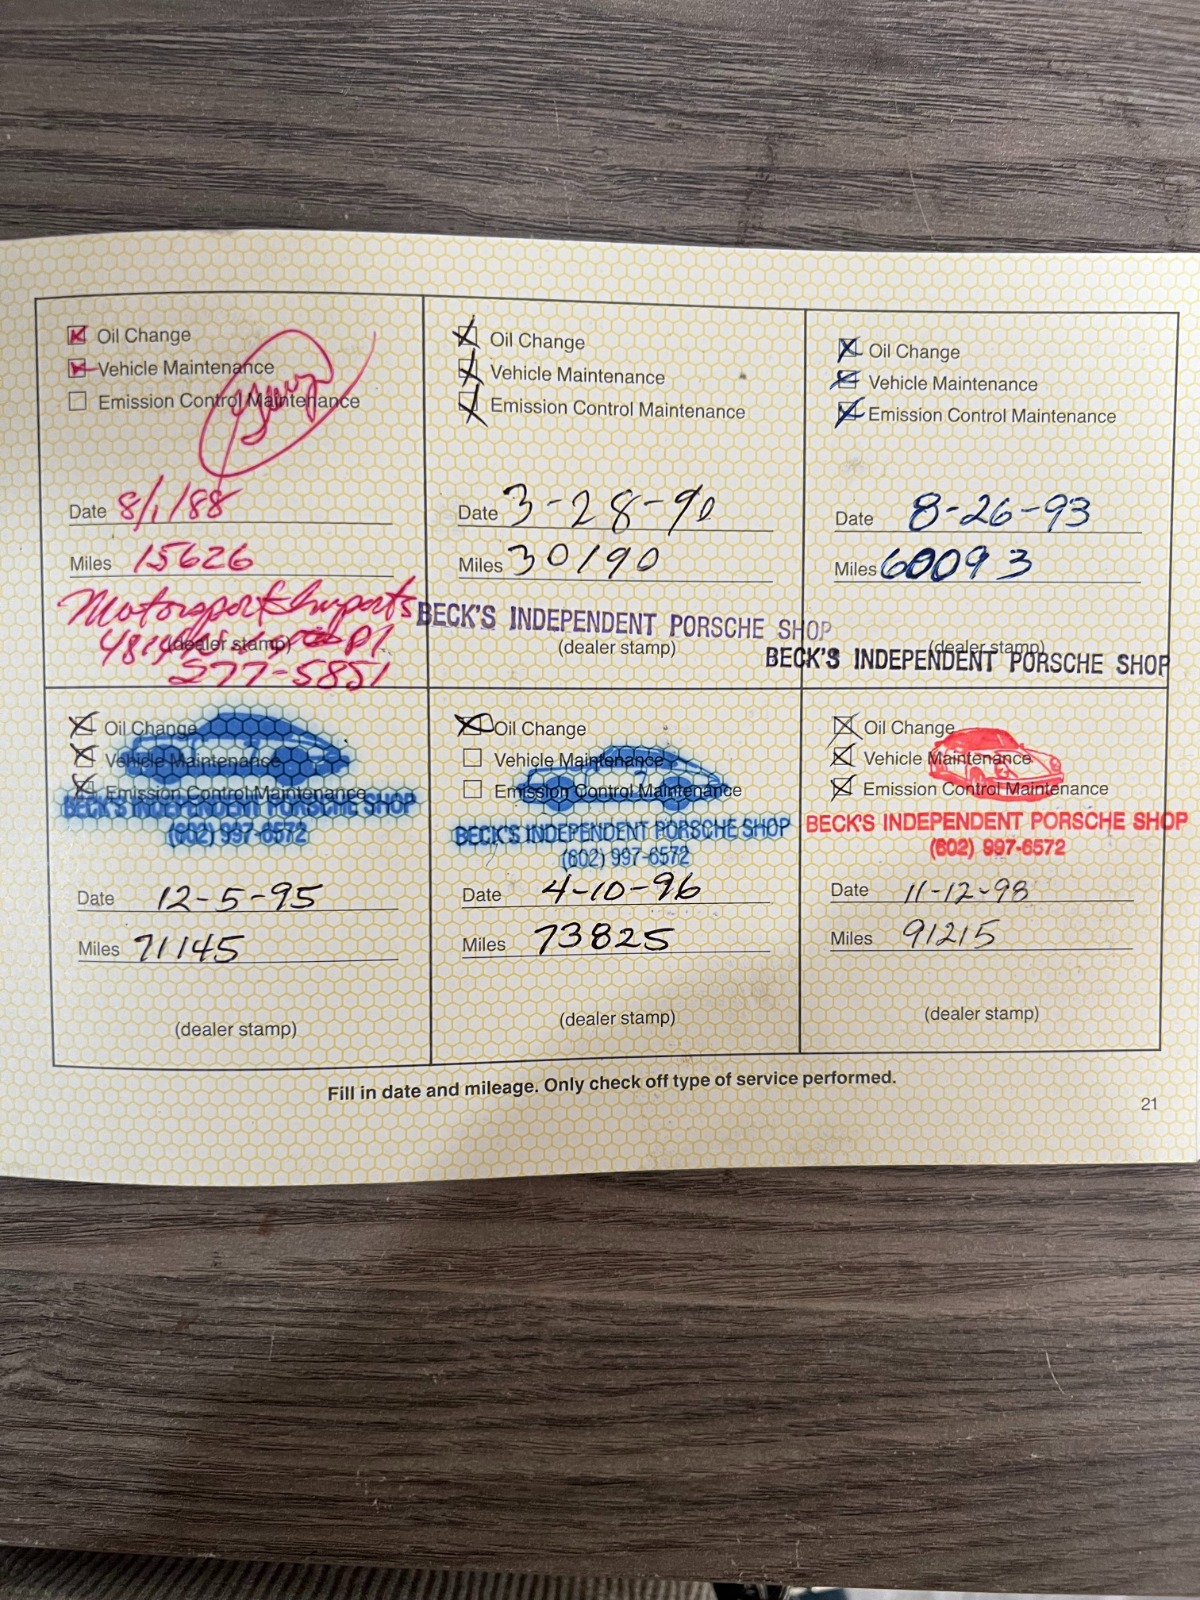 Oil Change
Vehicle Maintenance
Emission Control Maintenance
Date 8/1/88
Miles 15626
Motorsport Imports
(dealer stamp) Pl
277-5851
Oil Change
Vehicle Maintenance
Emission Control Maintenance
Date 3-28-90
Miles 30190
BECK'S INDEPENDENT PORSCHE SHOP
(dealer stamp)
Oil Change
Vehicle Maintenance
Emission Control Maintenance
Date 8-26-93
Miles 60093
(dealer stamp)
BECK'S INDEPENDENT PORSCHE SHOP
Oil Change
Vehicle Maintenance
Emission Control Maintenance
BECK'S INDEPENDENT PORSCHE SHOP
(602) 997-6572
Date 12-5-95
Miles 71145
(dealer stamp)
Oil Change
Vehicle Maintenance
Emission Control Maintenance
BECK'S INDEPENDENT PORSCHE SHOP
(602) 997-6572
Date 4-10-96
Miles 73825
(dealer stamp)
Oil Change
Vehicle Maintenance
Emission Control Maintenance
BECK'S INDEPENDENT PORSCHE SHOP
(602) 997-6572
Date 11-12-98
Miles 91215
(dealer stamp)
Fill in date and mileage. Only check off type of service performed.
21